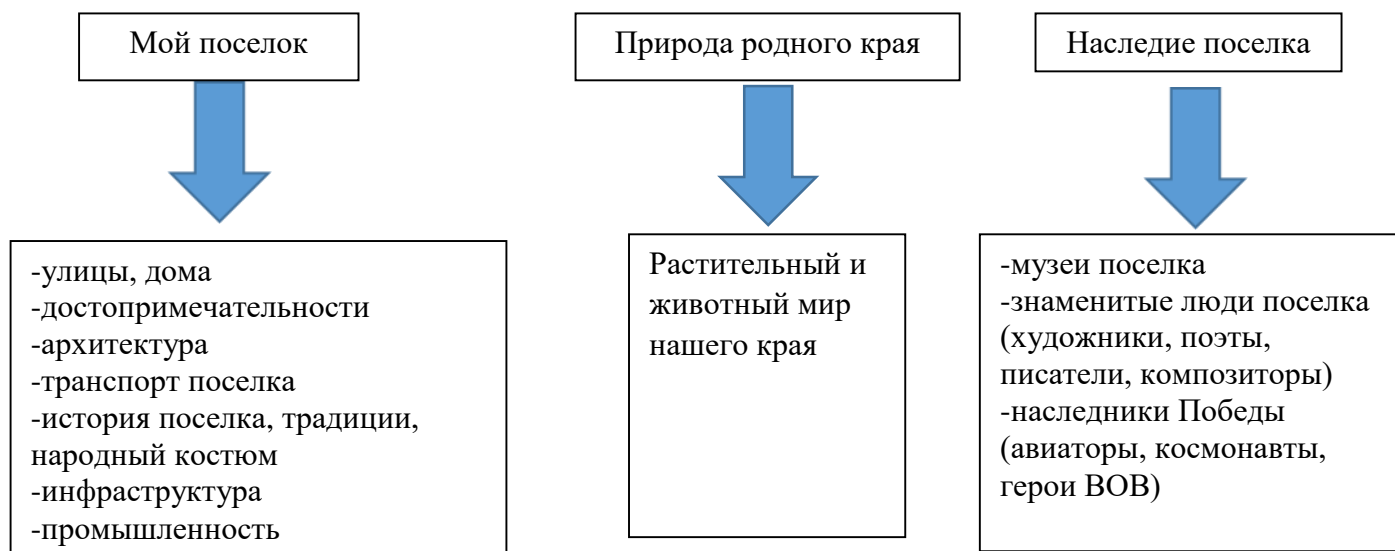 Мой поселок
-улицы, дома
-достопримечательности
-архитектура
-транспорт поселка
-история поселка, традиции,
народный костюм
-инфраструктура
-промышленность
Природа родного края
Растительный и
животный мир
нашего края
Наследие поселка
-музеи поселка
-знаменитые люди поселка
(художники, поэты,
писатели, композиторы)
-наследники Победы
(авиаторы, космонавты,
герои ВОВ)